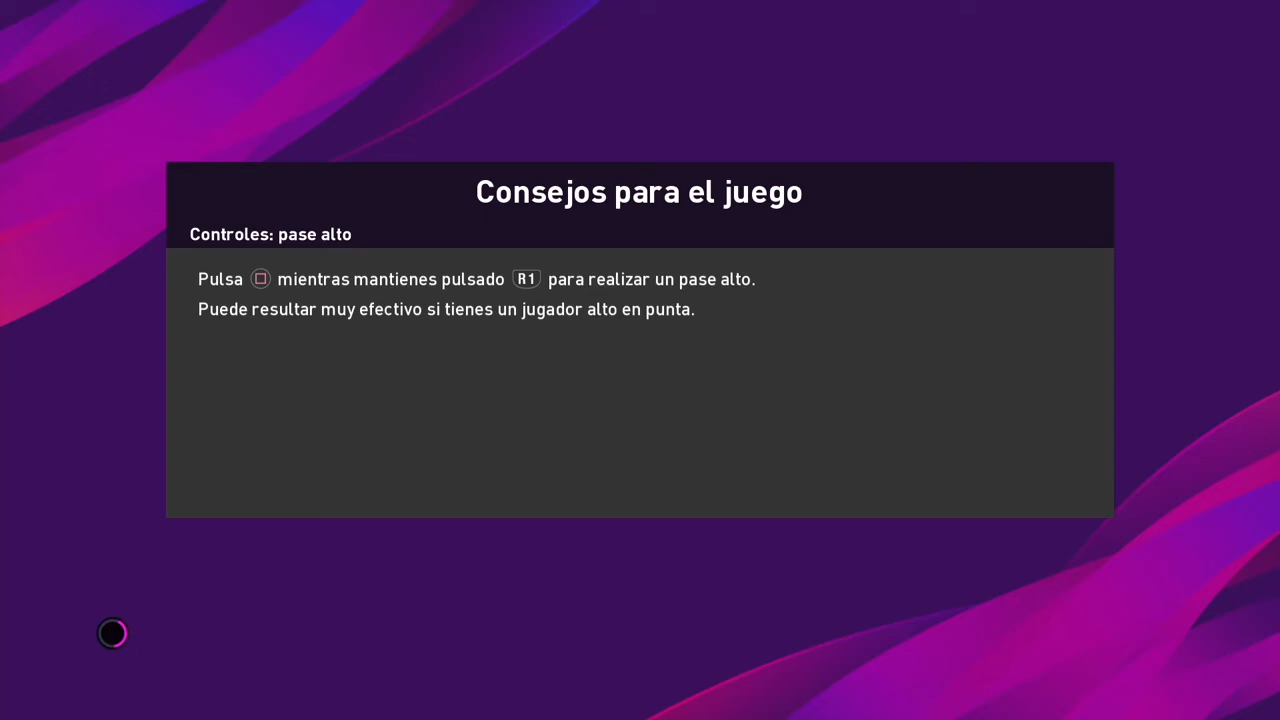 Consejos para el juego
Controles: pase alto
Pulsa □ mientras mantienes pulsado R1 para realizar un pase alto.
Puede resultar muy efectivo si tienes un jugador alto en punta.